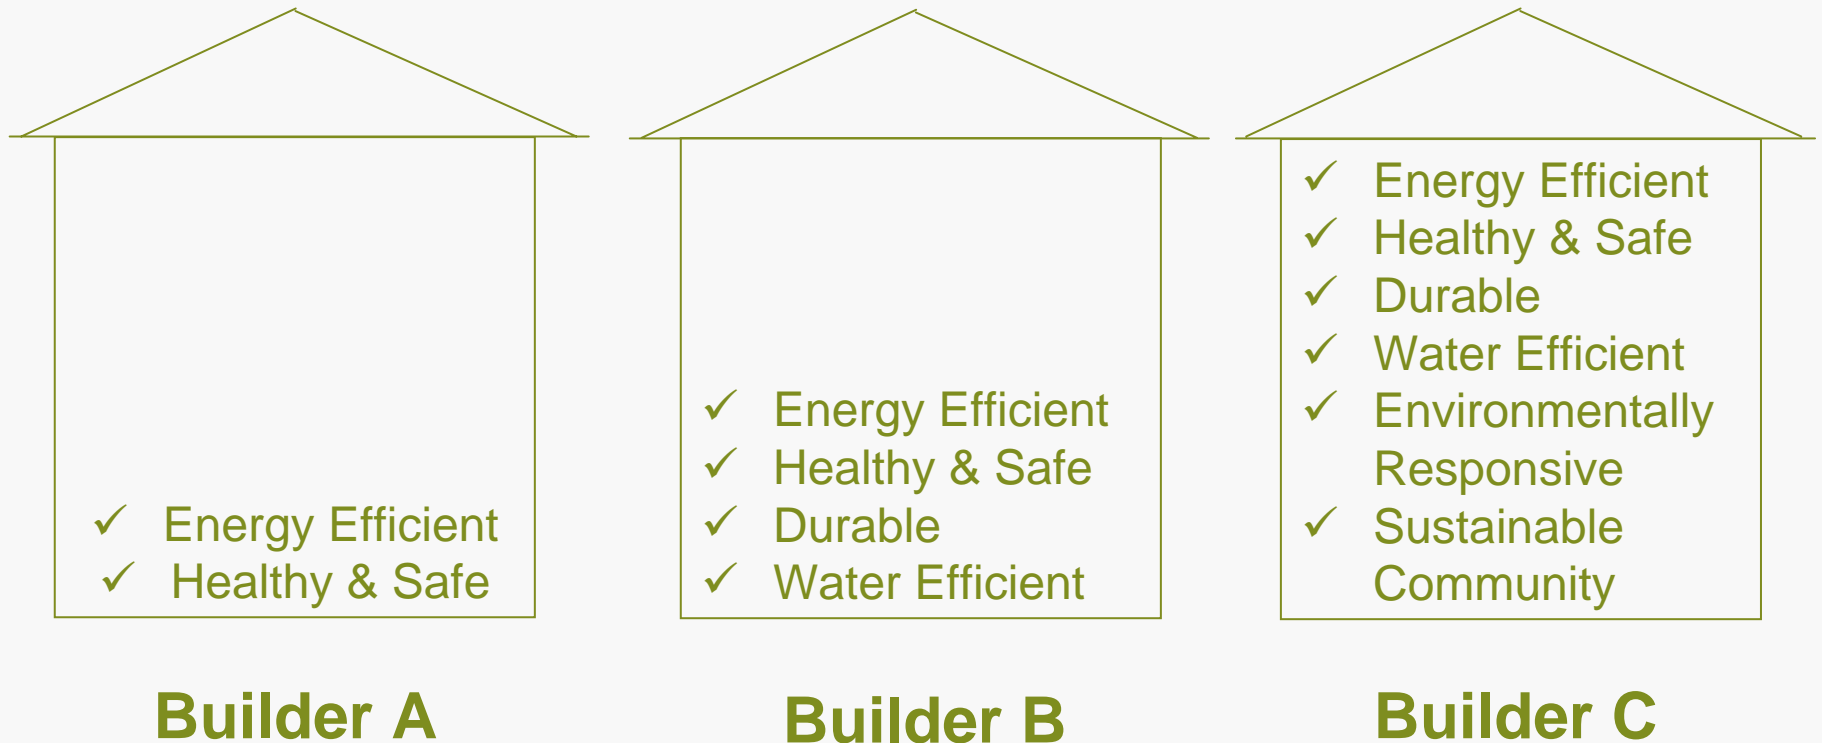 ✓ Energy Efficient
✓ Healthy & Safe
Builder A
✓ Energy Efficient
✓ Healthy & Safe
✓ Durable
✓ Water Efficient
Builder B
✓ Energy Efficient
✓ Healthy & Safe
✓ Durable
✓ Water Efficient
✓ Environmentally
Responsive
✓ Sustainable
Community
Builder C